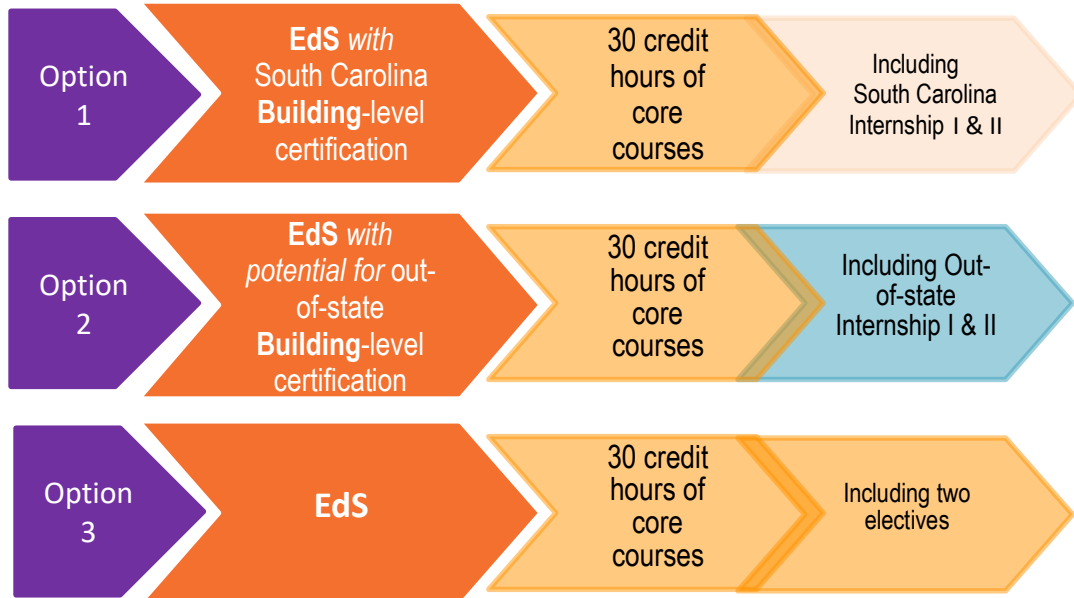 Option
1
EdS with
South Carolina
Building-level
certification
30 credit
hours of
core
courses
Including
South Carolina
Internship I & II
Option
2
EdS with
potential for out-
of-state
Building-level
certification
30 credit
hours of
core
courses
Including Out-
of-state
Internship I & II
Option
3
EdS
30 credit
hours of
core
courses
Including two
electives